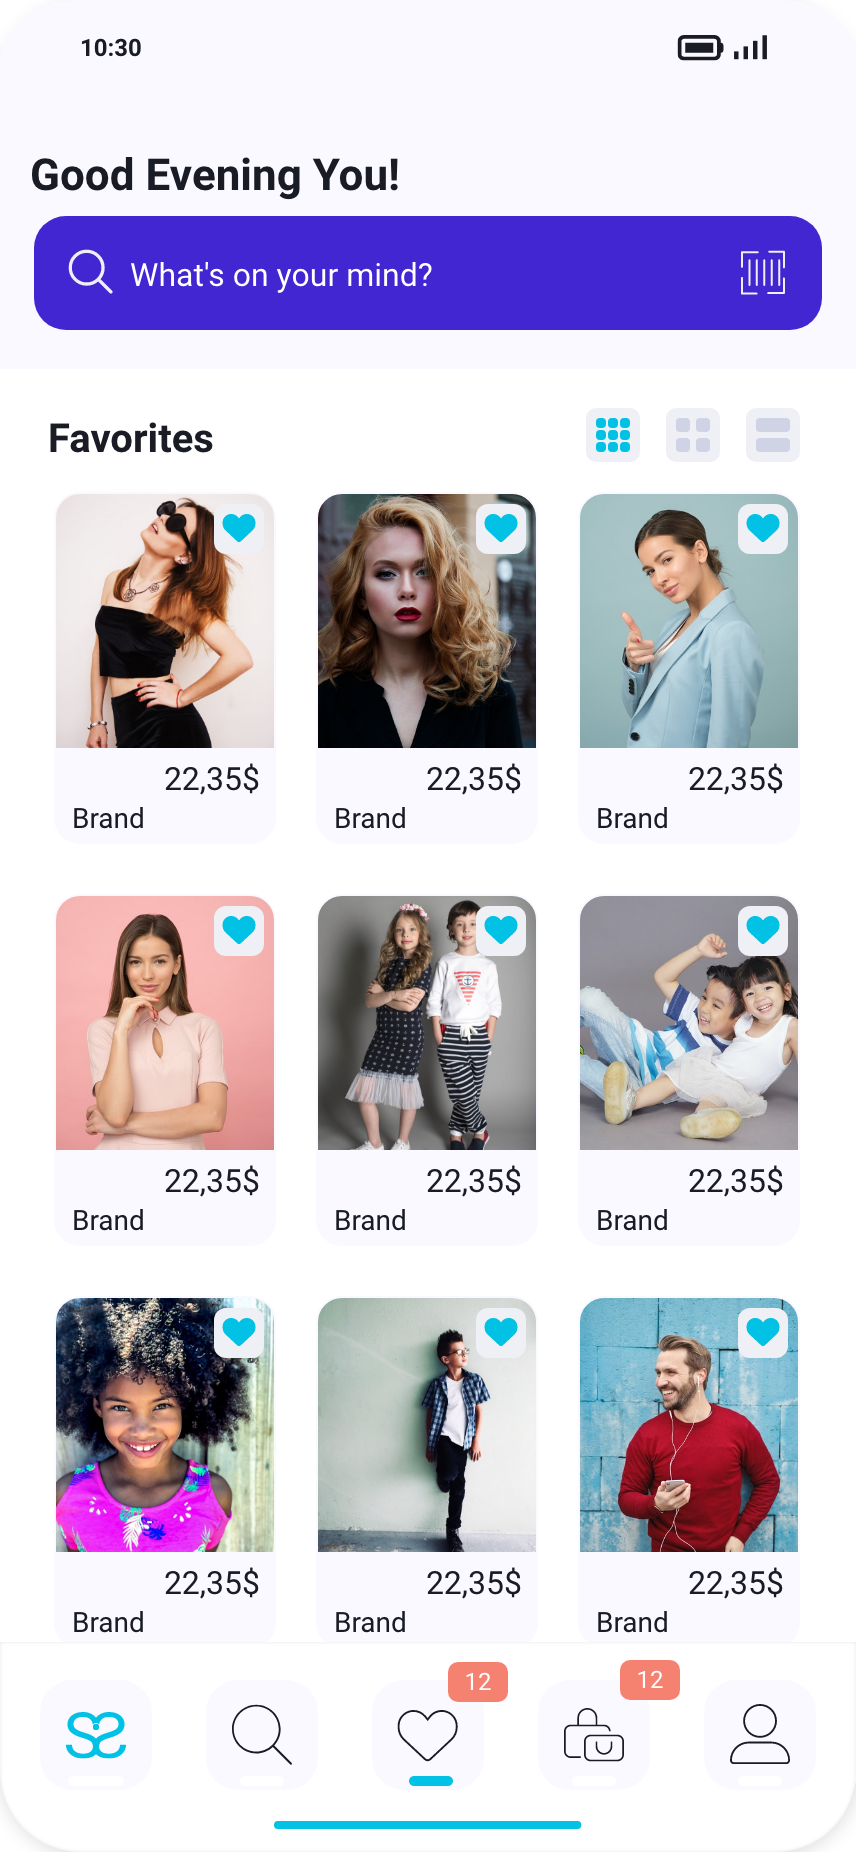 10:30
Good Evening You!
What's on your mind?
Favorites
22,35$ 22,35$ 22,35$
Brand Brand Brand
22,35$ 22,35$ 22,35$
Brand Brand Brand
22,35$ 22,35$ 22,35$
Brand Brand Brand
12 12